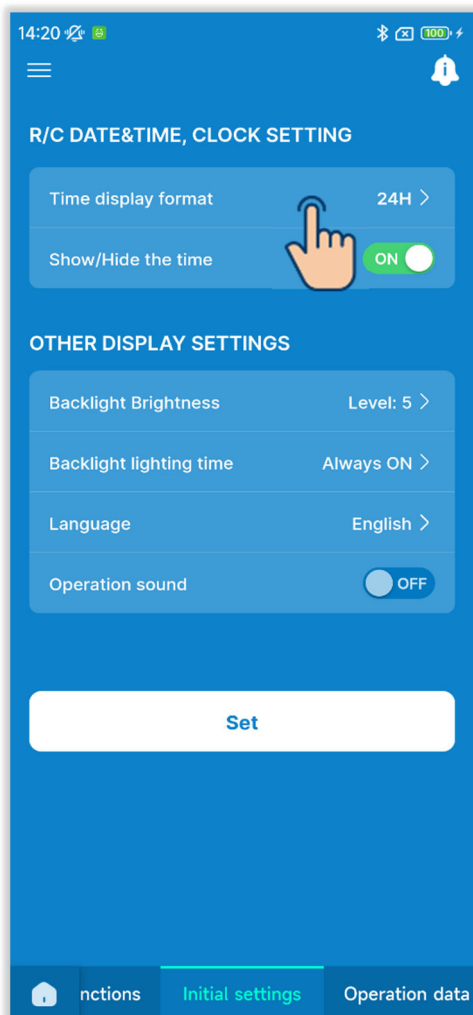 14:20
100
R/C DATE&TIME, CLOCK SETTING
Time display format 24H
Show/Hide the time ON
OTHER DISPLAY SETTINGS
Backlight Brightness Level: 5
Backlight lighting time Always ON
Language English
Operation sound OFF
Set
nctions Initial settings Operation data